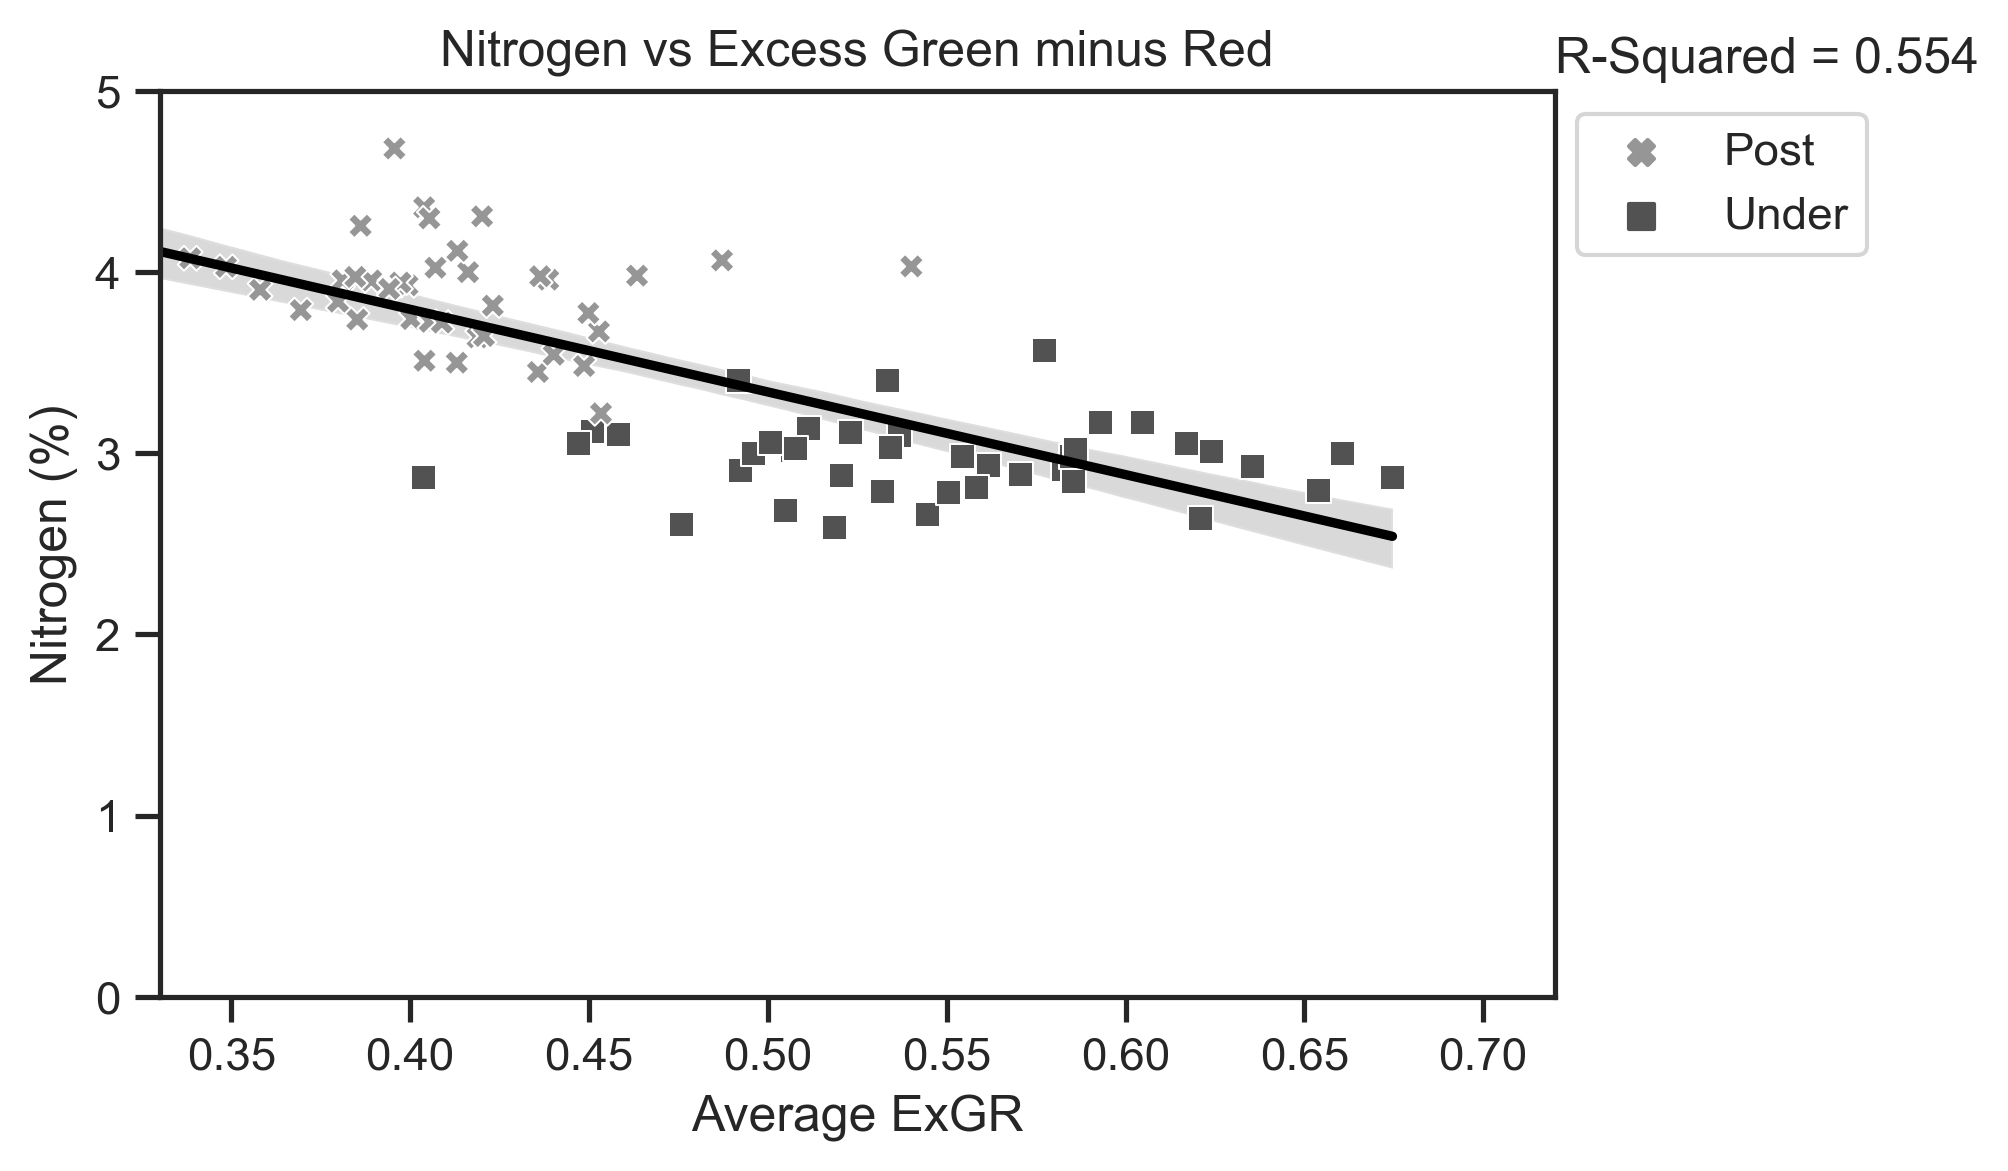 Nitrogen vs Excess Green minus Red
R-Squared = 0.554
Post
Under
Nitrogen (%)
5
4
3
2
1
0
0.35 0.40 0.45 0.50 0.55 0.60 0.65 0.70
Average ExGR